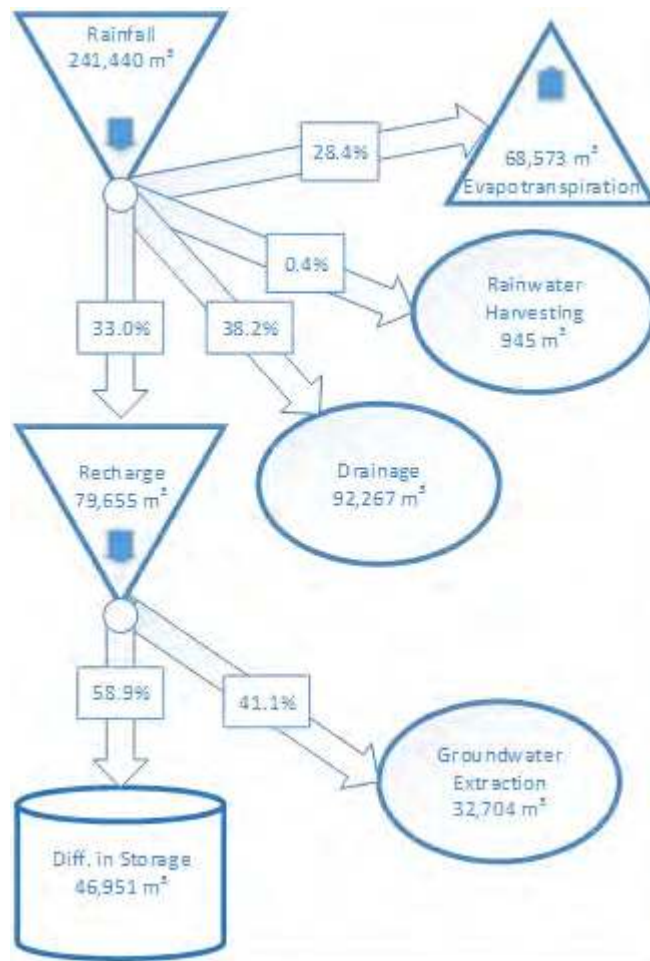 Rainfall
241,440 m³
28.4%
68,573 m³
Evapotranspiration
0.4%
Rainwater
Harvesting
945 m³
33.0%
38.2%
Recharge
79,655 m³
Drainage
92,267 m³
58.9%
41.1%
Groundwater
Extraction
32,704 m³
Diff. in Storage
46,951 m³